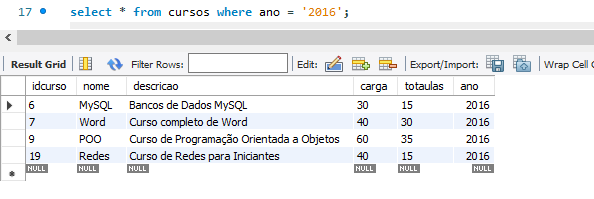 17 select * from cursos where ano = '2016';
Result Grid Filter Rows: Edit: Export/Import: Wrap Cell C
idcurso nome descricao carga totaulas ano
6 MySQL Bancos de Dados MySQL 30 15 2016
7 Word Curso completo de Word 40 30 2016
9 POO Curso de Programação Orientada a Objetos 60 35 2016
19 Redes Curso de Redes para Iniciantes 40 15 2016
NULL NULL NULL NULL NULL NULL